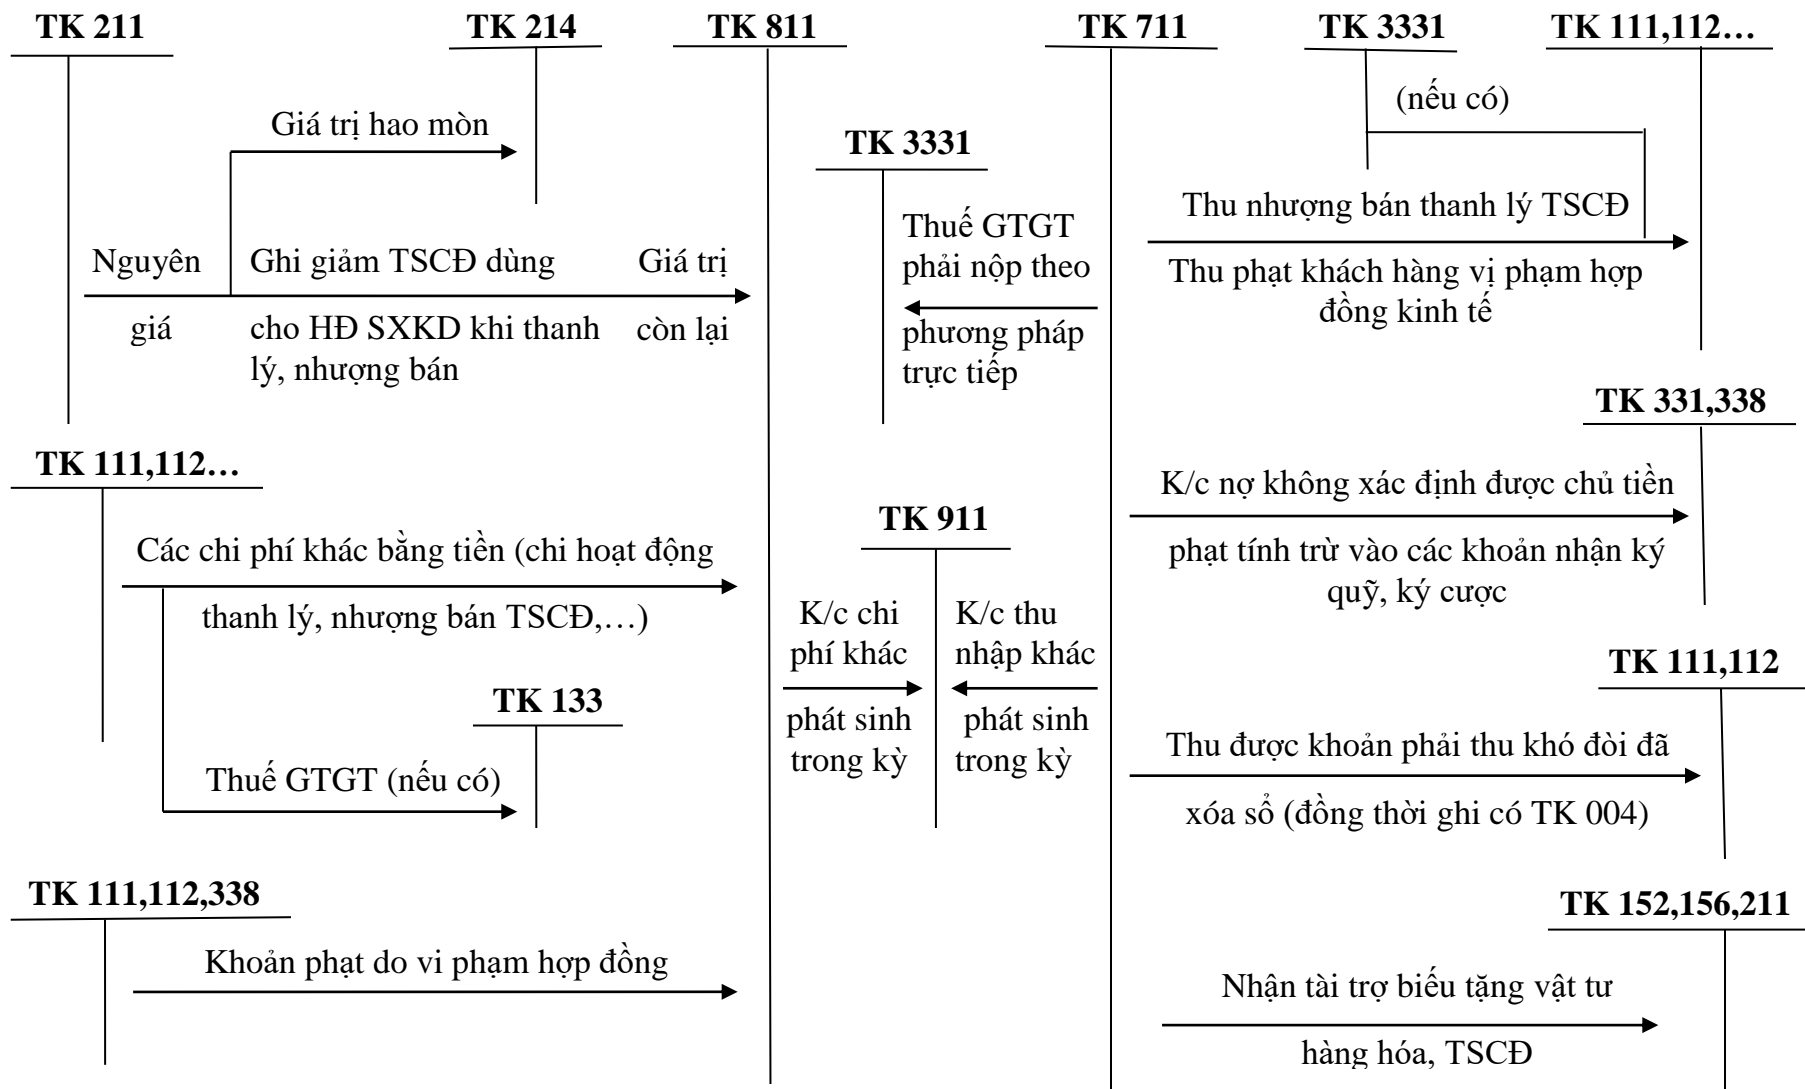 TK 211
TK 214
TK 811
TK 711
TK 3331
TK 111,112…
(nếu có)
Giá trị hao mòn
TK 3331
Thu nhượng bán thanh lý TSCĐ
Thuế GTGT
phải nộp theo
phương pháp
trực tiếp
Nguyên
giá
Ghi giảm TSCĐ dùng
cho HĐ SXKD khi thanh
lý, nhượng bán
Giá trị
còn lại
Thu phạt khách hàng vị phạm hợp
đồng kinh tế
TK 331,338
TK 111,112…
K/c nợ không xác định được chủ tiền
phạt tính trừ vào các khoản nhận ký
quỹ, ký cược
TK 911
Các chi phí khác bằng tiền (chi hoạt động
thanh lý, nhượng bán TSCĐ,…)
K/c chi
phí khác
phát sinh
trong kỳ
K/c thu
nhập khác
phát sinh
trong kỳ
TK 111,112
TK 133
Thu được khoản phải thu khó đòi đã
xóa sổ (đồng thời ghi có TK 004)
Thuế GTGT (nếu có)
TK 111,112,338
TK 152,156,211
Khoản phạt do vi phạm hợp đồng
Nhận tài trợ biếu tặng vật tư
hàng hóa, TSCĐ